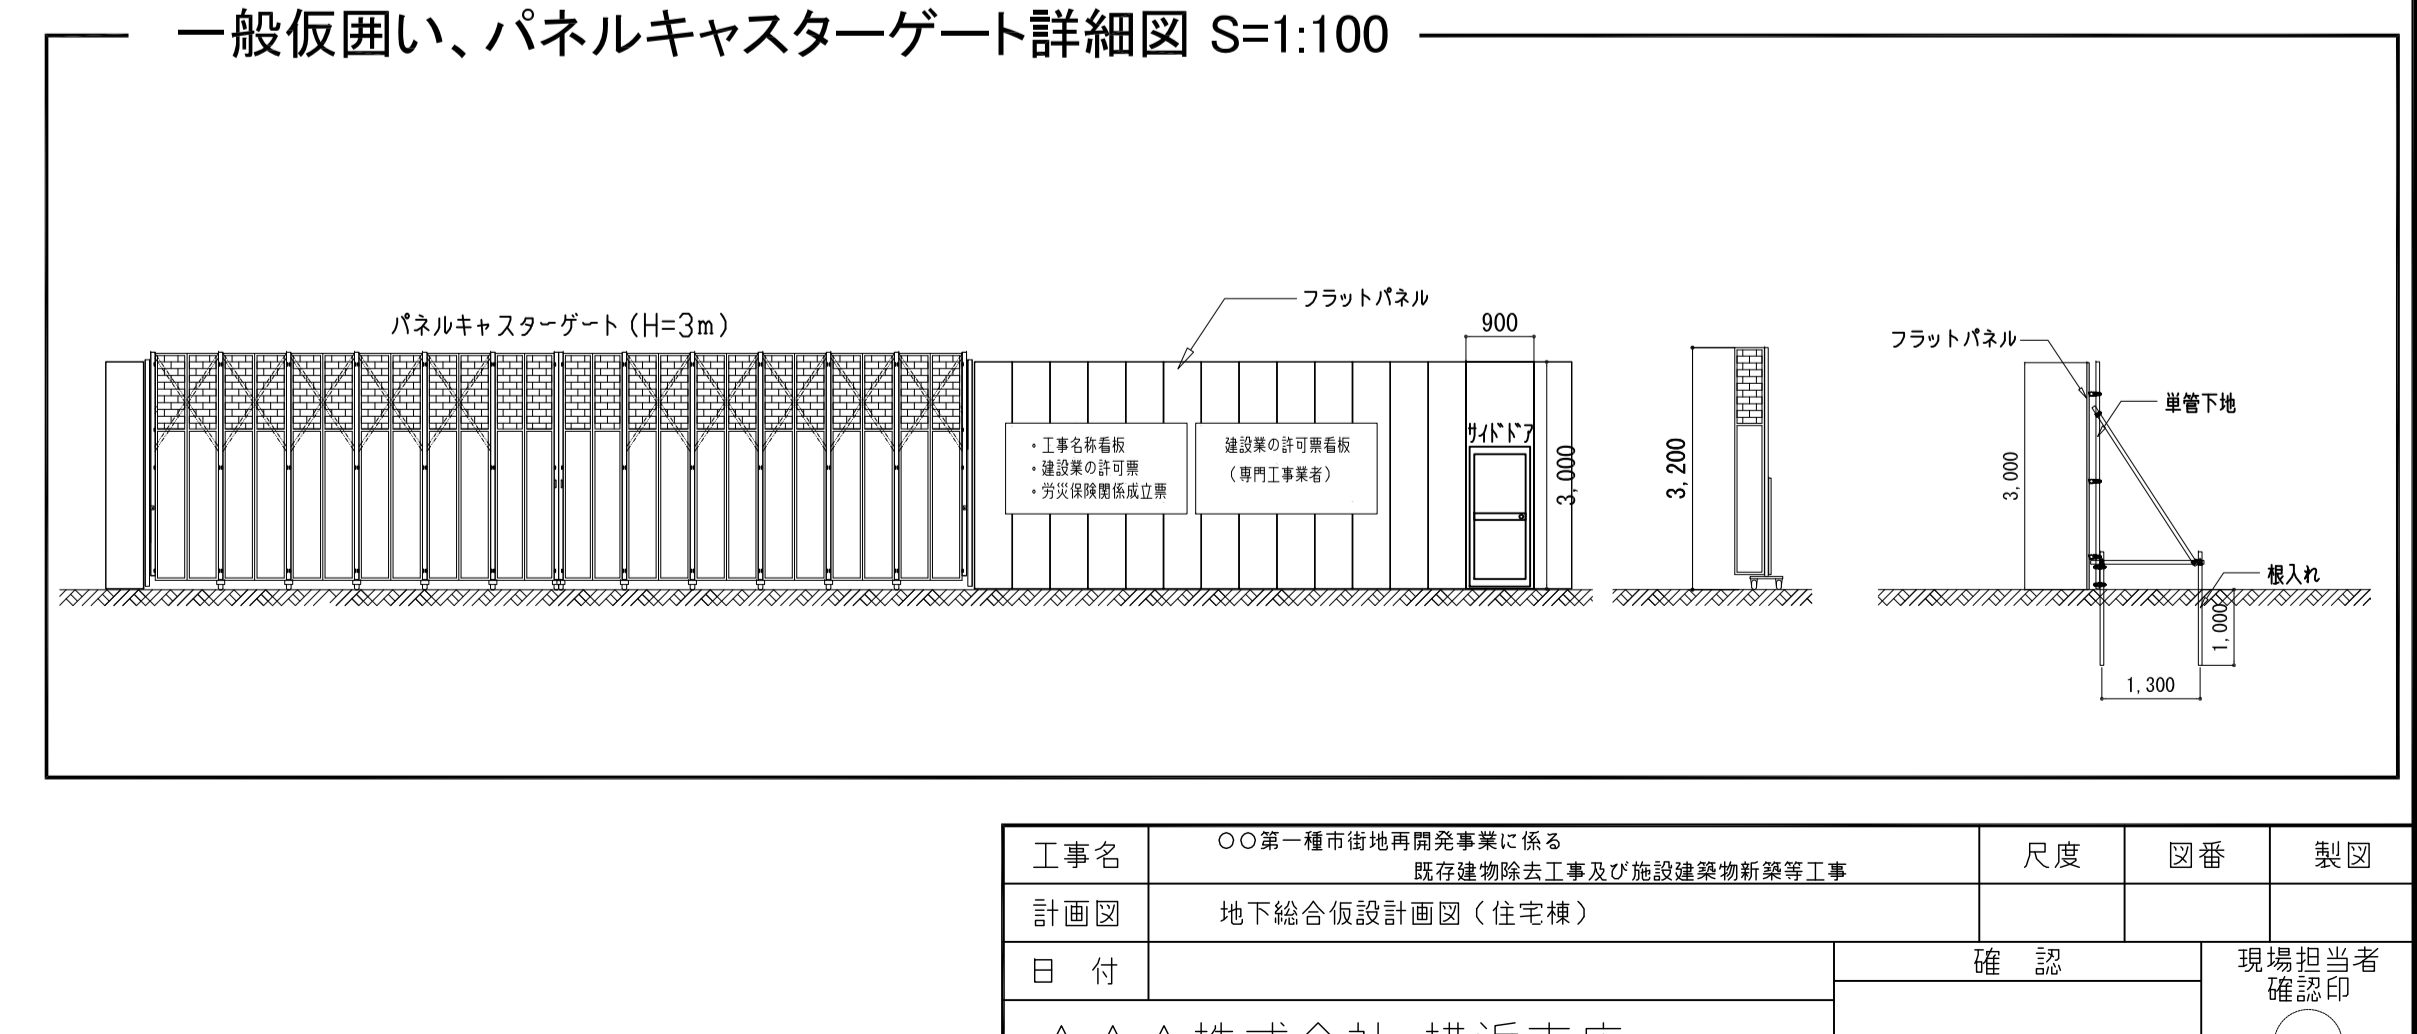 一般仮囲い、パネルキャスターゲート詳細図 S=1:100
パネルキャスターゲート(H=3m)
フラットパネル
900
サイドドア
3,000
・工事名称看板
・建設業の許可票
・労災保険関係成立票
建設業の許可票看板
(専門工事業者)
3,200
フラットパネル
単管下地
3,000
根入れ
1,000
1,300
工事名
〇〇第一種市街地再開発事業に係る
既存建物除去工事及び施設建築物新築等工事
尺度
図番
製図
計画図
地下総合仮設計画図(住宅棟)
日 付
確 認
現場担当者
確認印